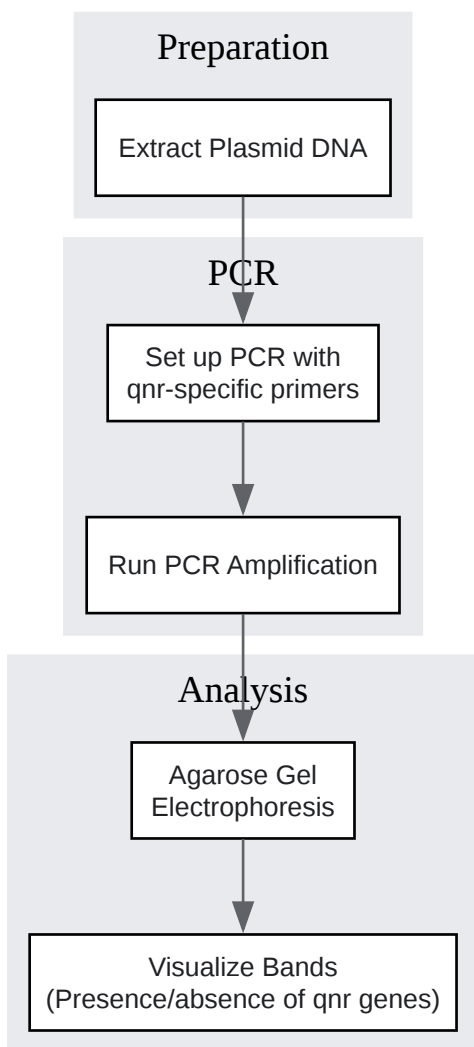 Preparation
Extract Plasmid DNA
PCR
Set up PCR with
qnr-specific primers
Run PCR Amplification
Analysis
Agarose Gel
Electrophoresis
Visualize Bands
(Presence/absence of qnr genes)